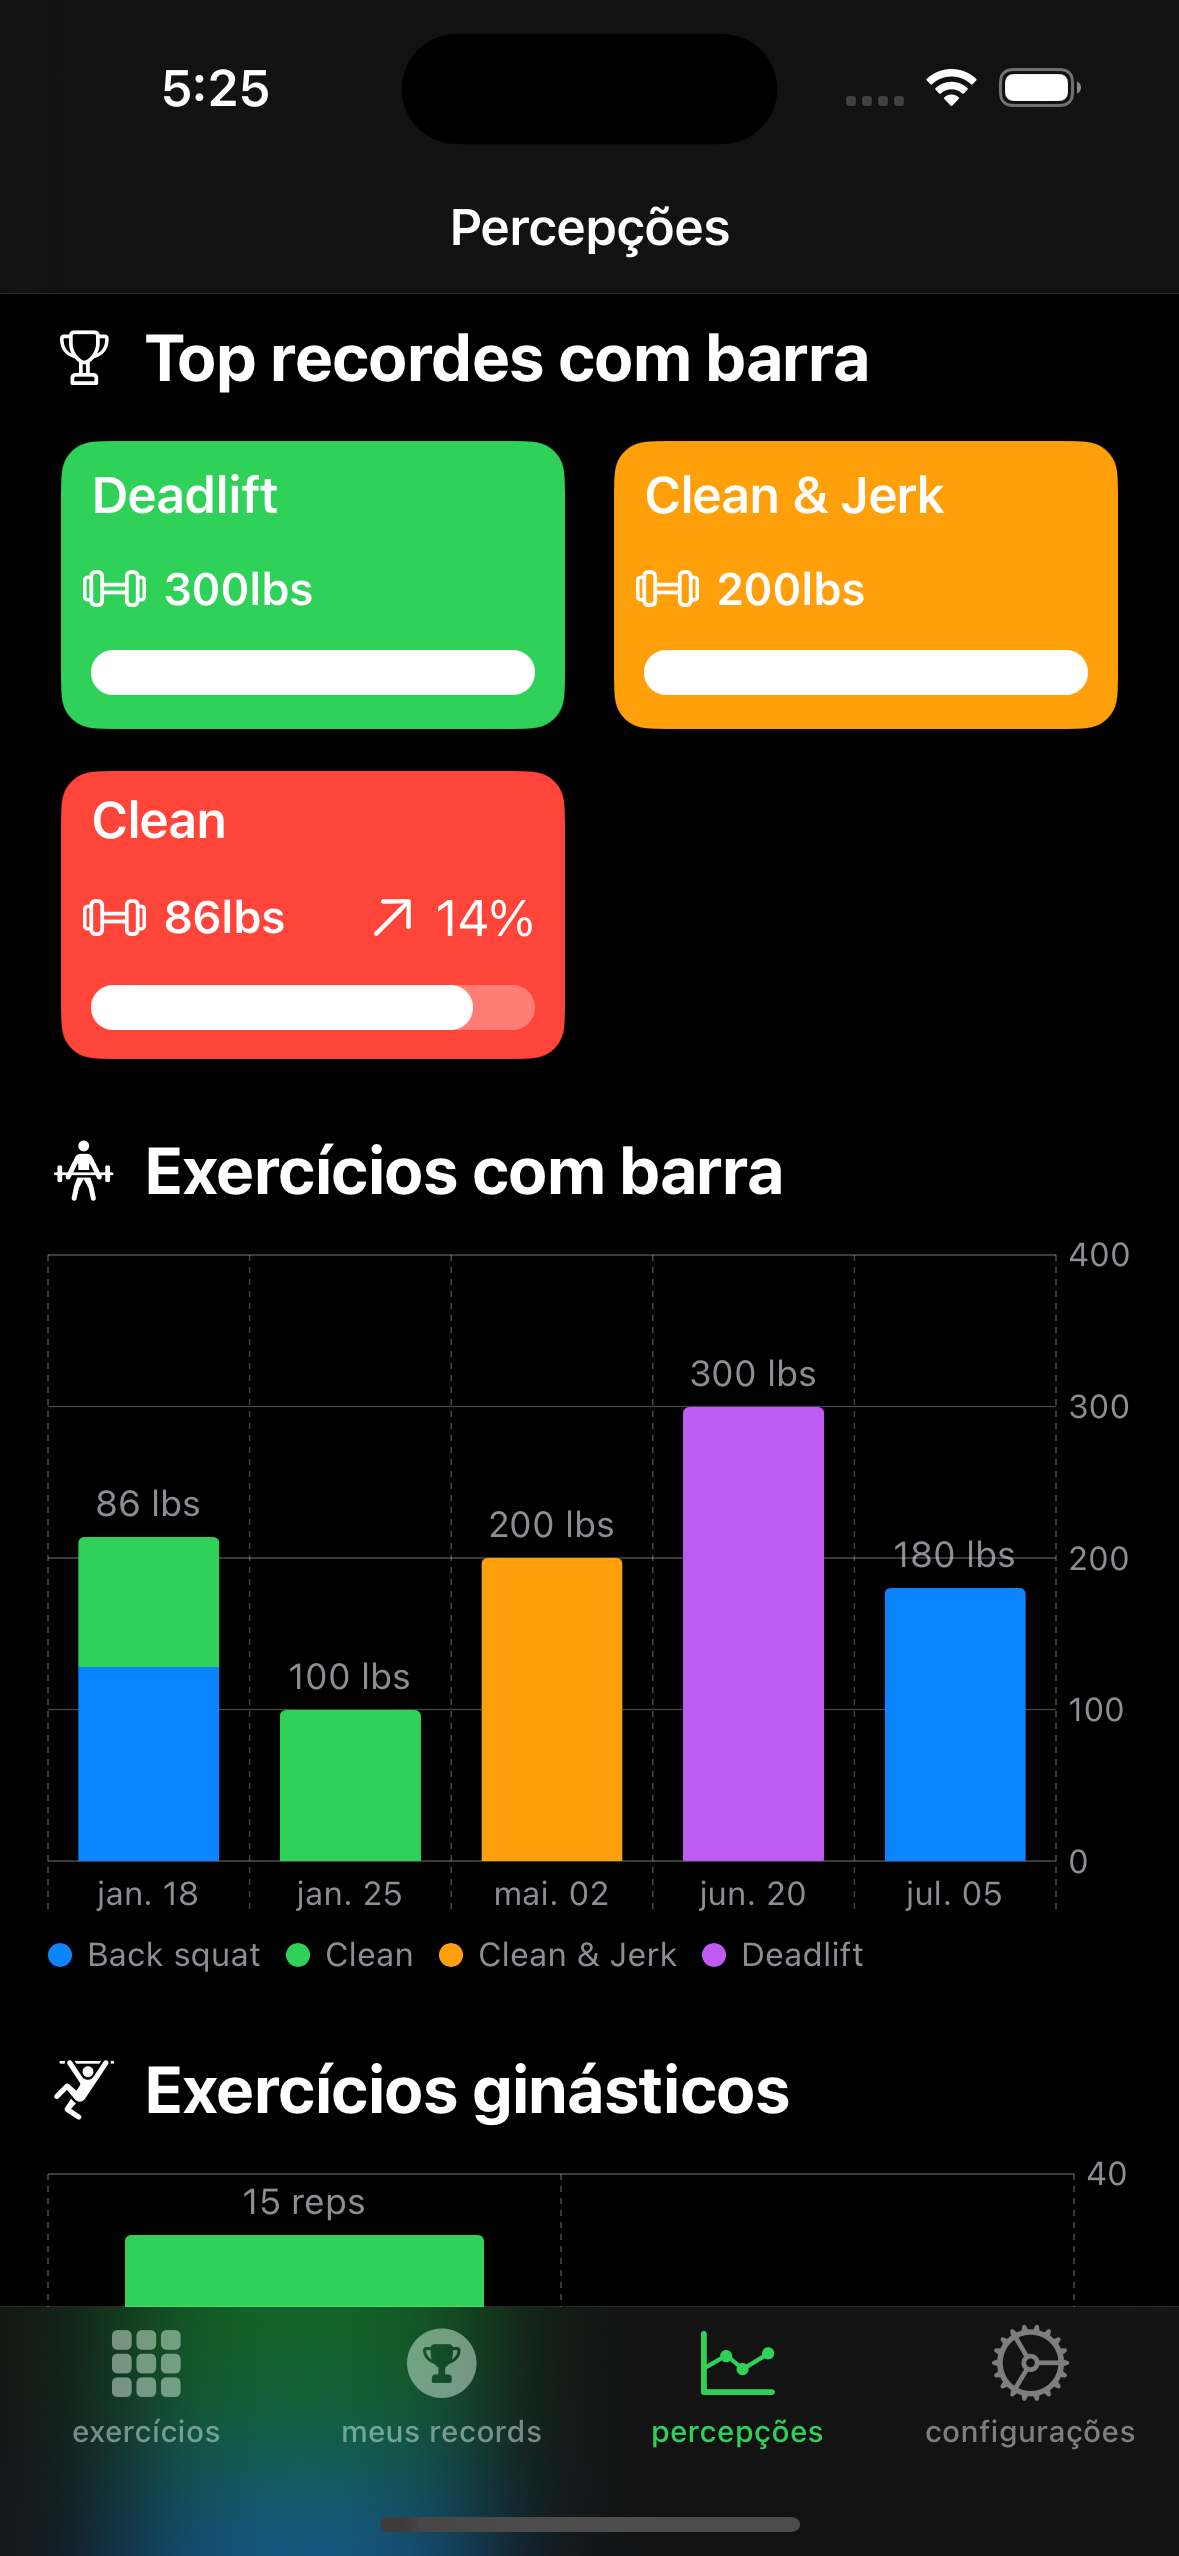 5:25
Percepções
Top recordes com barra
Deadlift
300lbs
Clean & Jerk
200lbs
Clean
86lbs 14%
Exercícios com barra
400
300 lbs
300
86 lbs
200 lbs
180 lbs
200
100 lbs
100
0
jan. 18 jan. 25 mai. 02 jun. 20 jul. 05
Back squat Clean Clean & Jerk Deadlift
Exercícios ginásticos
40
15 reps
exercícios meus records percepções configurações